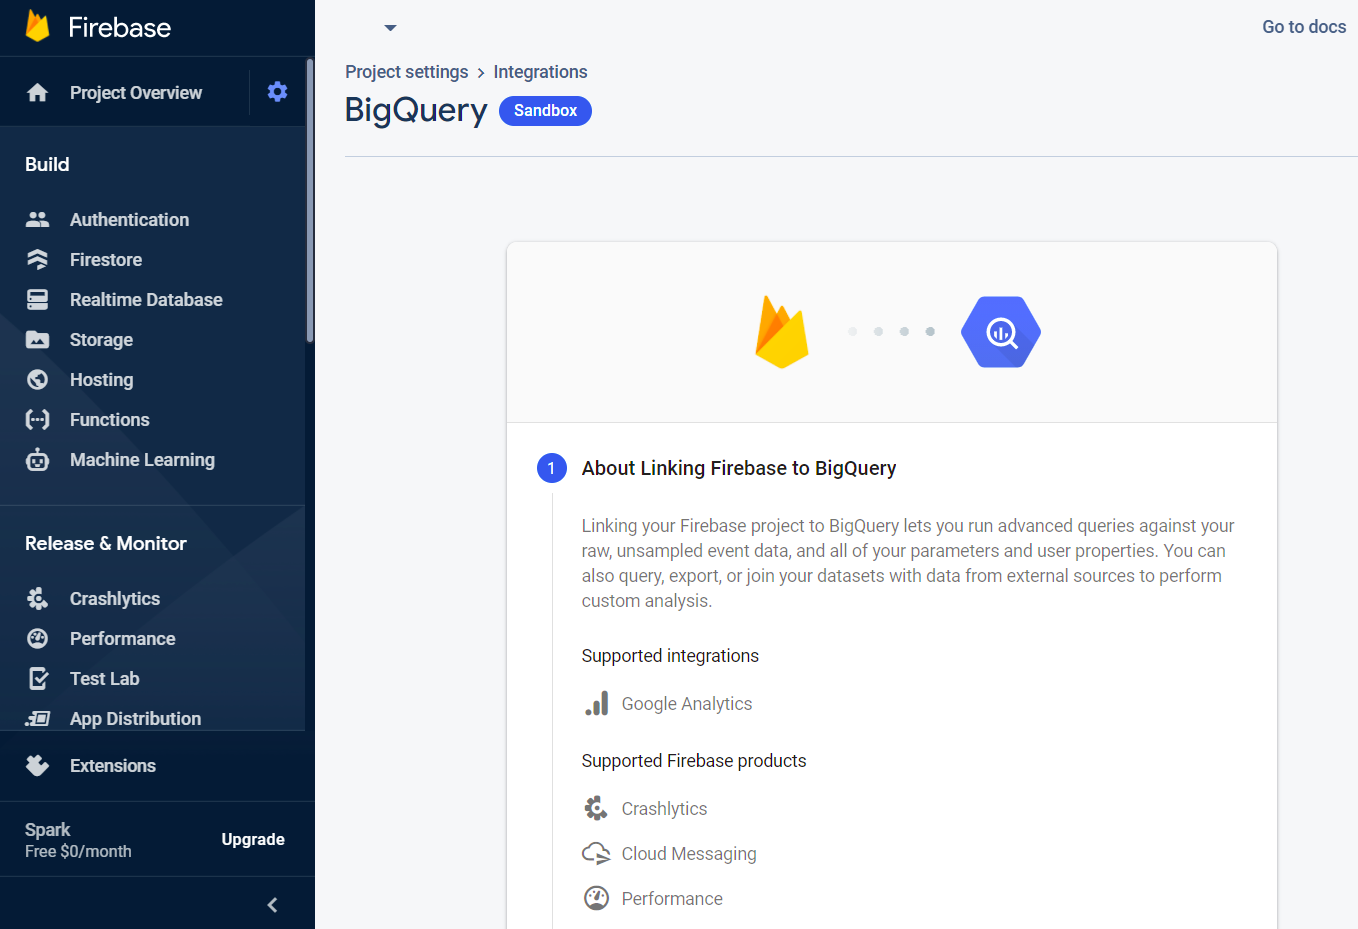 Firebase
Project Overview
Build
Authentication
Firestore
Realtime Database
Storage
Hosting
Functions
Machine Learning
Release & Monitor
Crashlytics
Performance
Test Lab
App Distribution
Extensions
Spark
Free $0/month
Upgrade
Go to docs
Project settings > Integrations
BigQuery Sandbox
1 About Linking Firebase to BigQuery
Linking your Firebase project to BigQuery lets you run advanced queries against your
raw, unsampled event data, and all of your parameters and user properties. You can
also query, export, or join your datasets with data from external sources to perform
custom analysis.
Supported integrations
Google Analytics
Supported Firebase products
Crashlytics
Cloud Messaging
Performance